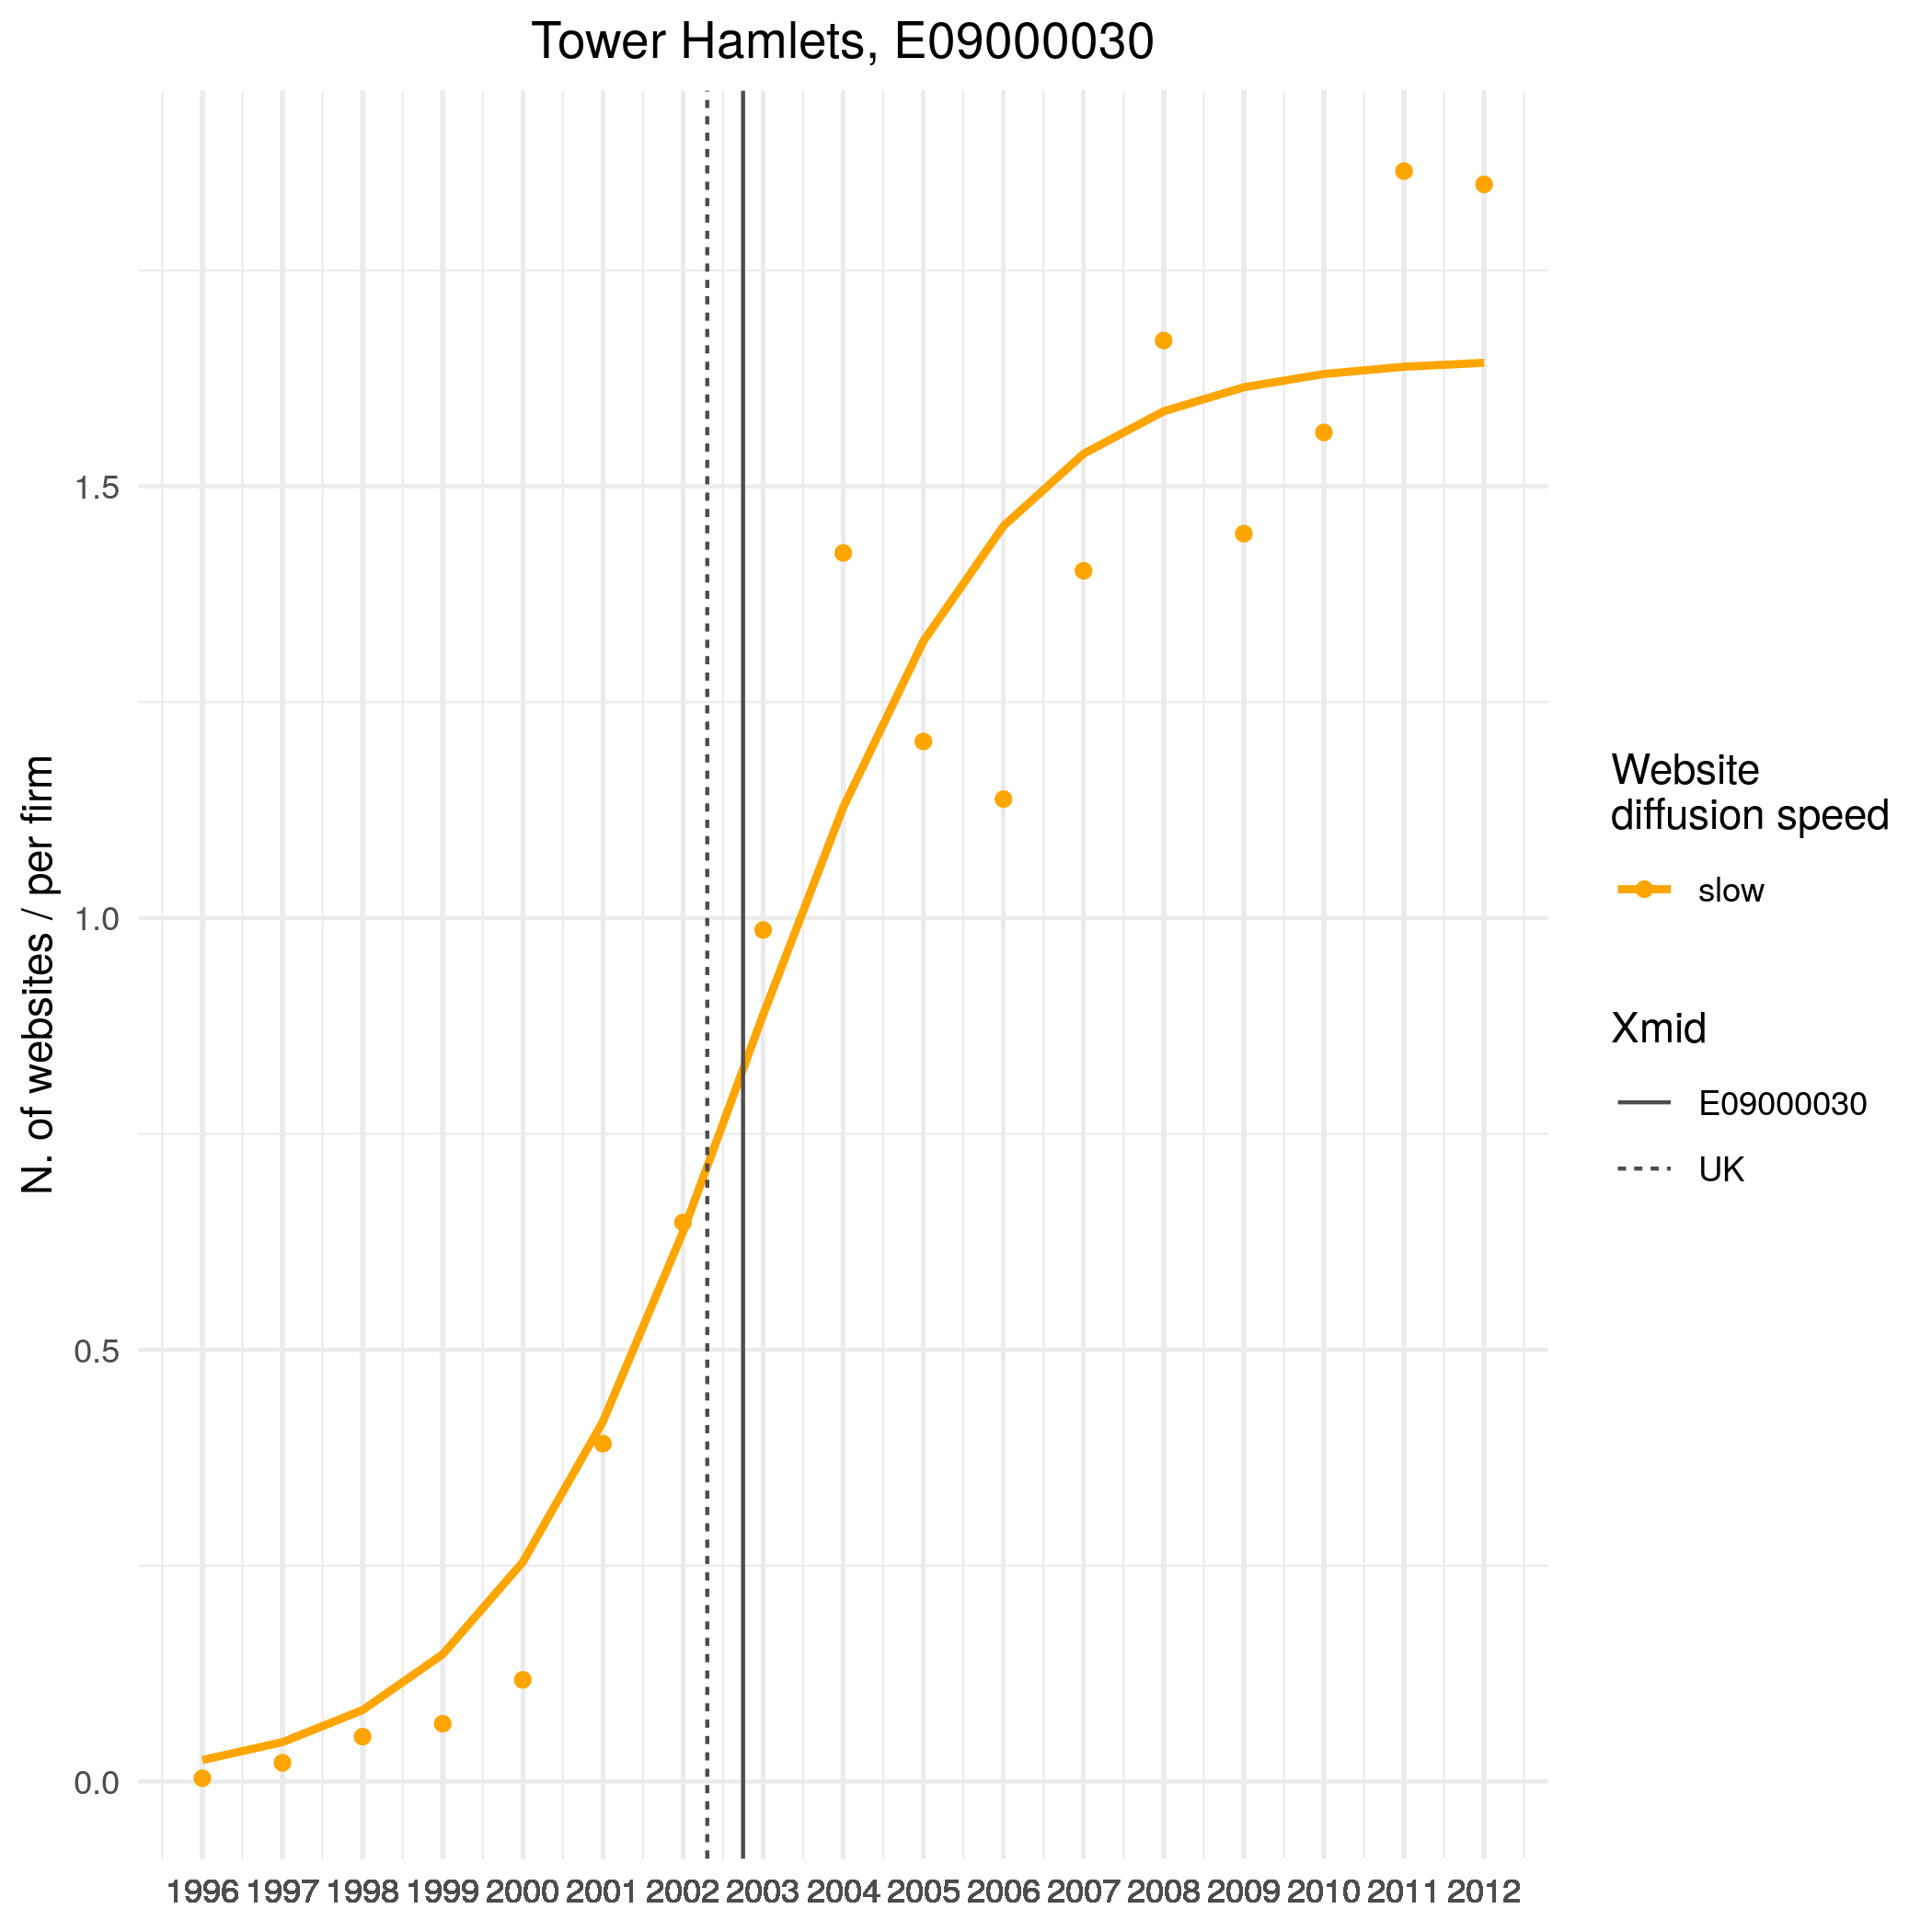 Tower Hamlets, E09000030
N. of websites / per firm
1.5
1.0
0.5
0.0
1996 1997 1998 1999 2000 2001 2002 2003 2004 2005 2006 2007 2008 2009 2010 2011 2012
Website
diffusion speed
slow
Xmid
E09000030
UK